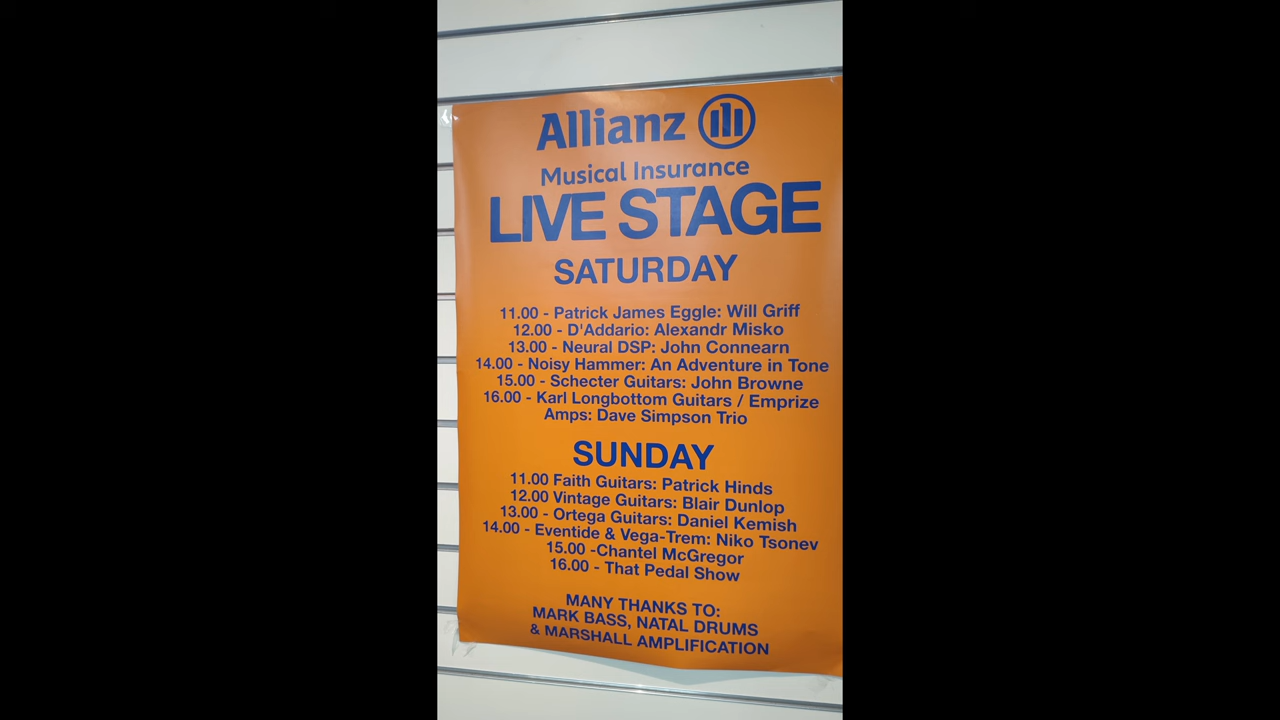 Allianz
Musical Insurance
LIVE STAGE
SATURDAY
11.00 - Patrick James Eggle: Will Griff
12.00 - D'Addario: Alexandr Misko
13.00 - Neural DSP: John Connearn
14.00 - Noisy Hammer: An Adventure in Tone
15.00 - Schecter Guitars: John Browne
16.00 - Karl Longbottom Guitars / Emprize
Amps: Dave Simpson Trio
SUNDAY
11.00 Faith Guitars: Patrick Hinds
12.00 Vintage Guitars: Blair Dunlop
13.00 - Ortega Guitars: Daniel Kemish
14.00 - Eventide & Vega-Trem: Niko Tsonev
15.00 -Chantel McGregor
16.00 - That Pedal Show
MANY THANKS TO:
MARK BASS, NATAL DRUMS
& MARSHALL AMPLIFICATION